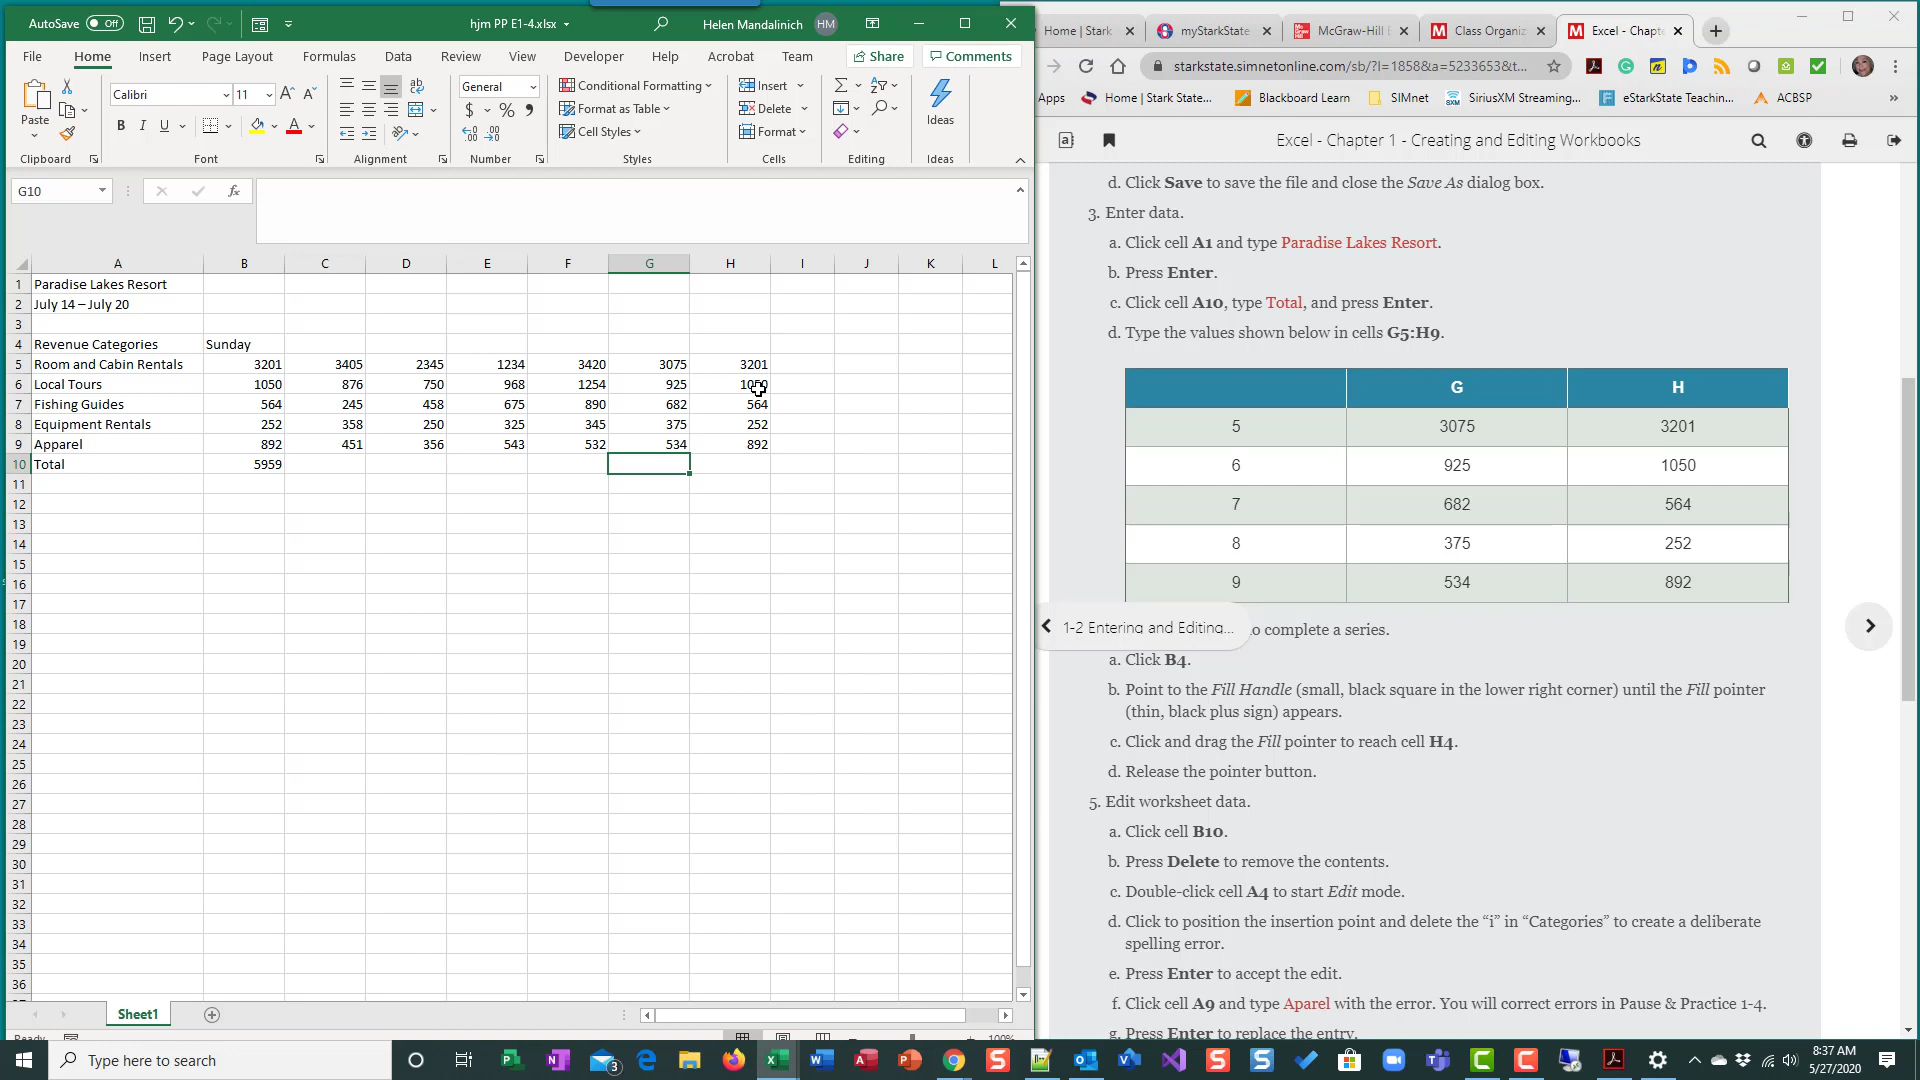 AutoSave Off hjm PP E1-4.xlsx Helen Mandalinich HM
File Home Insert Page Layout Formulas Data Review View Developer Help Acrobat Team Share Comments
Paste
Calibri 11
B I U
General
$ % ,
Conditional Formatting
Format as Table
Cell Styles
Insert
Delete
Format
Ideas
Clipboard Font Alignment Number Styles Cells Editing Ideas
G10 fx
A B C D E F G H I J K L
1 Paradise Lakes Resort
2 July 14 – July 20
3
4 Revenue Categories Sunday
5 Room and Cabin Rentals 3201 3405 2345 1234 3420 3075 3201
6 Local Tours 1050 876 750 968 1254 925
7 Fishing Guides 564 245 458 675 890 682 564
8 Equipment Rentals 252 358 250 325 345 375 252
9 Apparel 892 451 356 543 532 534 892
10 Total 5959
11
12
13
14
15
16
17
18
19
20
21
22
23
24
25
26
27
28
29
30
31
32
33
34
35
36
Sheet1
Home | Stark myStarkState McGraw-Hill Class Organiz Excel - Chapte
starkstate.simnetonline.com/sb/?l=1858&a=5233653&t...
Apps Home | Stark State... Blackboard Learn SIMnet SiriusXM Streaming... eStarkState Teachin... ACBSP »
Excel - Chapter 1 - Creating and Editing Workbooks
d. Click Save to save the file and close the Save As dialog box.
3. Enter data.
a. Click cell A1 and type Paradise Lakes Resort.
b. Press Enter.
c. Click cell A10, type Total, and press Enter.
d. Type the values shown below in cells G5:H9.
G H
5 3075 3201
6 925 1050
7 682 564
8 375 252
9 534 892
1-2 Entering and Editing... to complete a series.
a. Click B4.
b. Point to the Fill Handle (small, black square in the lower right corner) until the Fill pointer
(thin, black plus sign) appears.
c. Click and drag the Fill pointer to reach cell H4.
d. Release the pointer button.
5. Edit worksheet data.
a. Click cell B10.
b. Press Delete to remove the contents.
c. Double-click cell A4 to start Edit mode.
d. Click to position the insertion point and delete the “i” in “Categories” to create a deliberate
spelling error.
e. Press Enter to accept the edit.
f. Click cell A9 and type Aparel with the error. You will correct errors in Pause & Practice 1-4.
g. Press Enter to replace the entry.
Type here to search
8:37 AM
5/27/2020